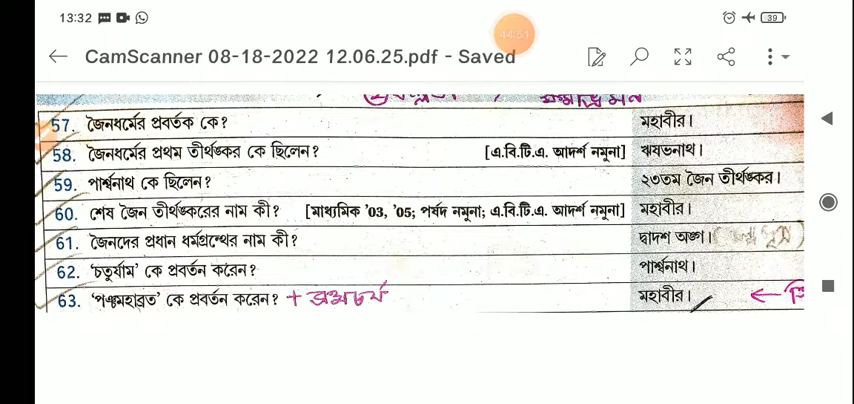 13:32
44:51
39
CamScanner 08-18-2022 12.06.25.pdf - Saved
57. জৈনধর্মের প্রবর্তক কে? মহাবীর।
58. জৈনধর্মের প্রথম তীর্থঙ্কর কে ছিলেন? [এ.বি.টি.এ. আদর্শ নমুনা] ঋষভনাথ।
59. পার্শ্বনাথ কে ছিলেন? ২৩তম জৈন তীর্থঙ্কর।
60. শেষ জৈন তীর্থঙ্করের নাম কী? [মাধ্যমিক '03, '05; পর্ষদ নমুনা; এ.বি.টি.এ. আদর্শ নমুনা] মহাবীর।
61. জৈনদের প্রধান ধর্মগ্রন্থের নাম কী? দ্বাদশ অঙ্গ।
62. 'চতুর্যাম' কে প্রবর্তন করেন? পার্শ্বনাথ।
63. 'পঞ্চমহাব্রত' কে প্রবর্তন করেন? + ব্রহ্মচর্য মহাবীর।